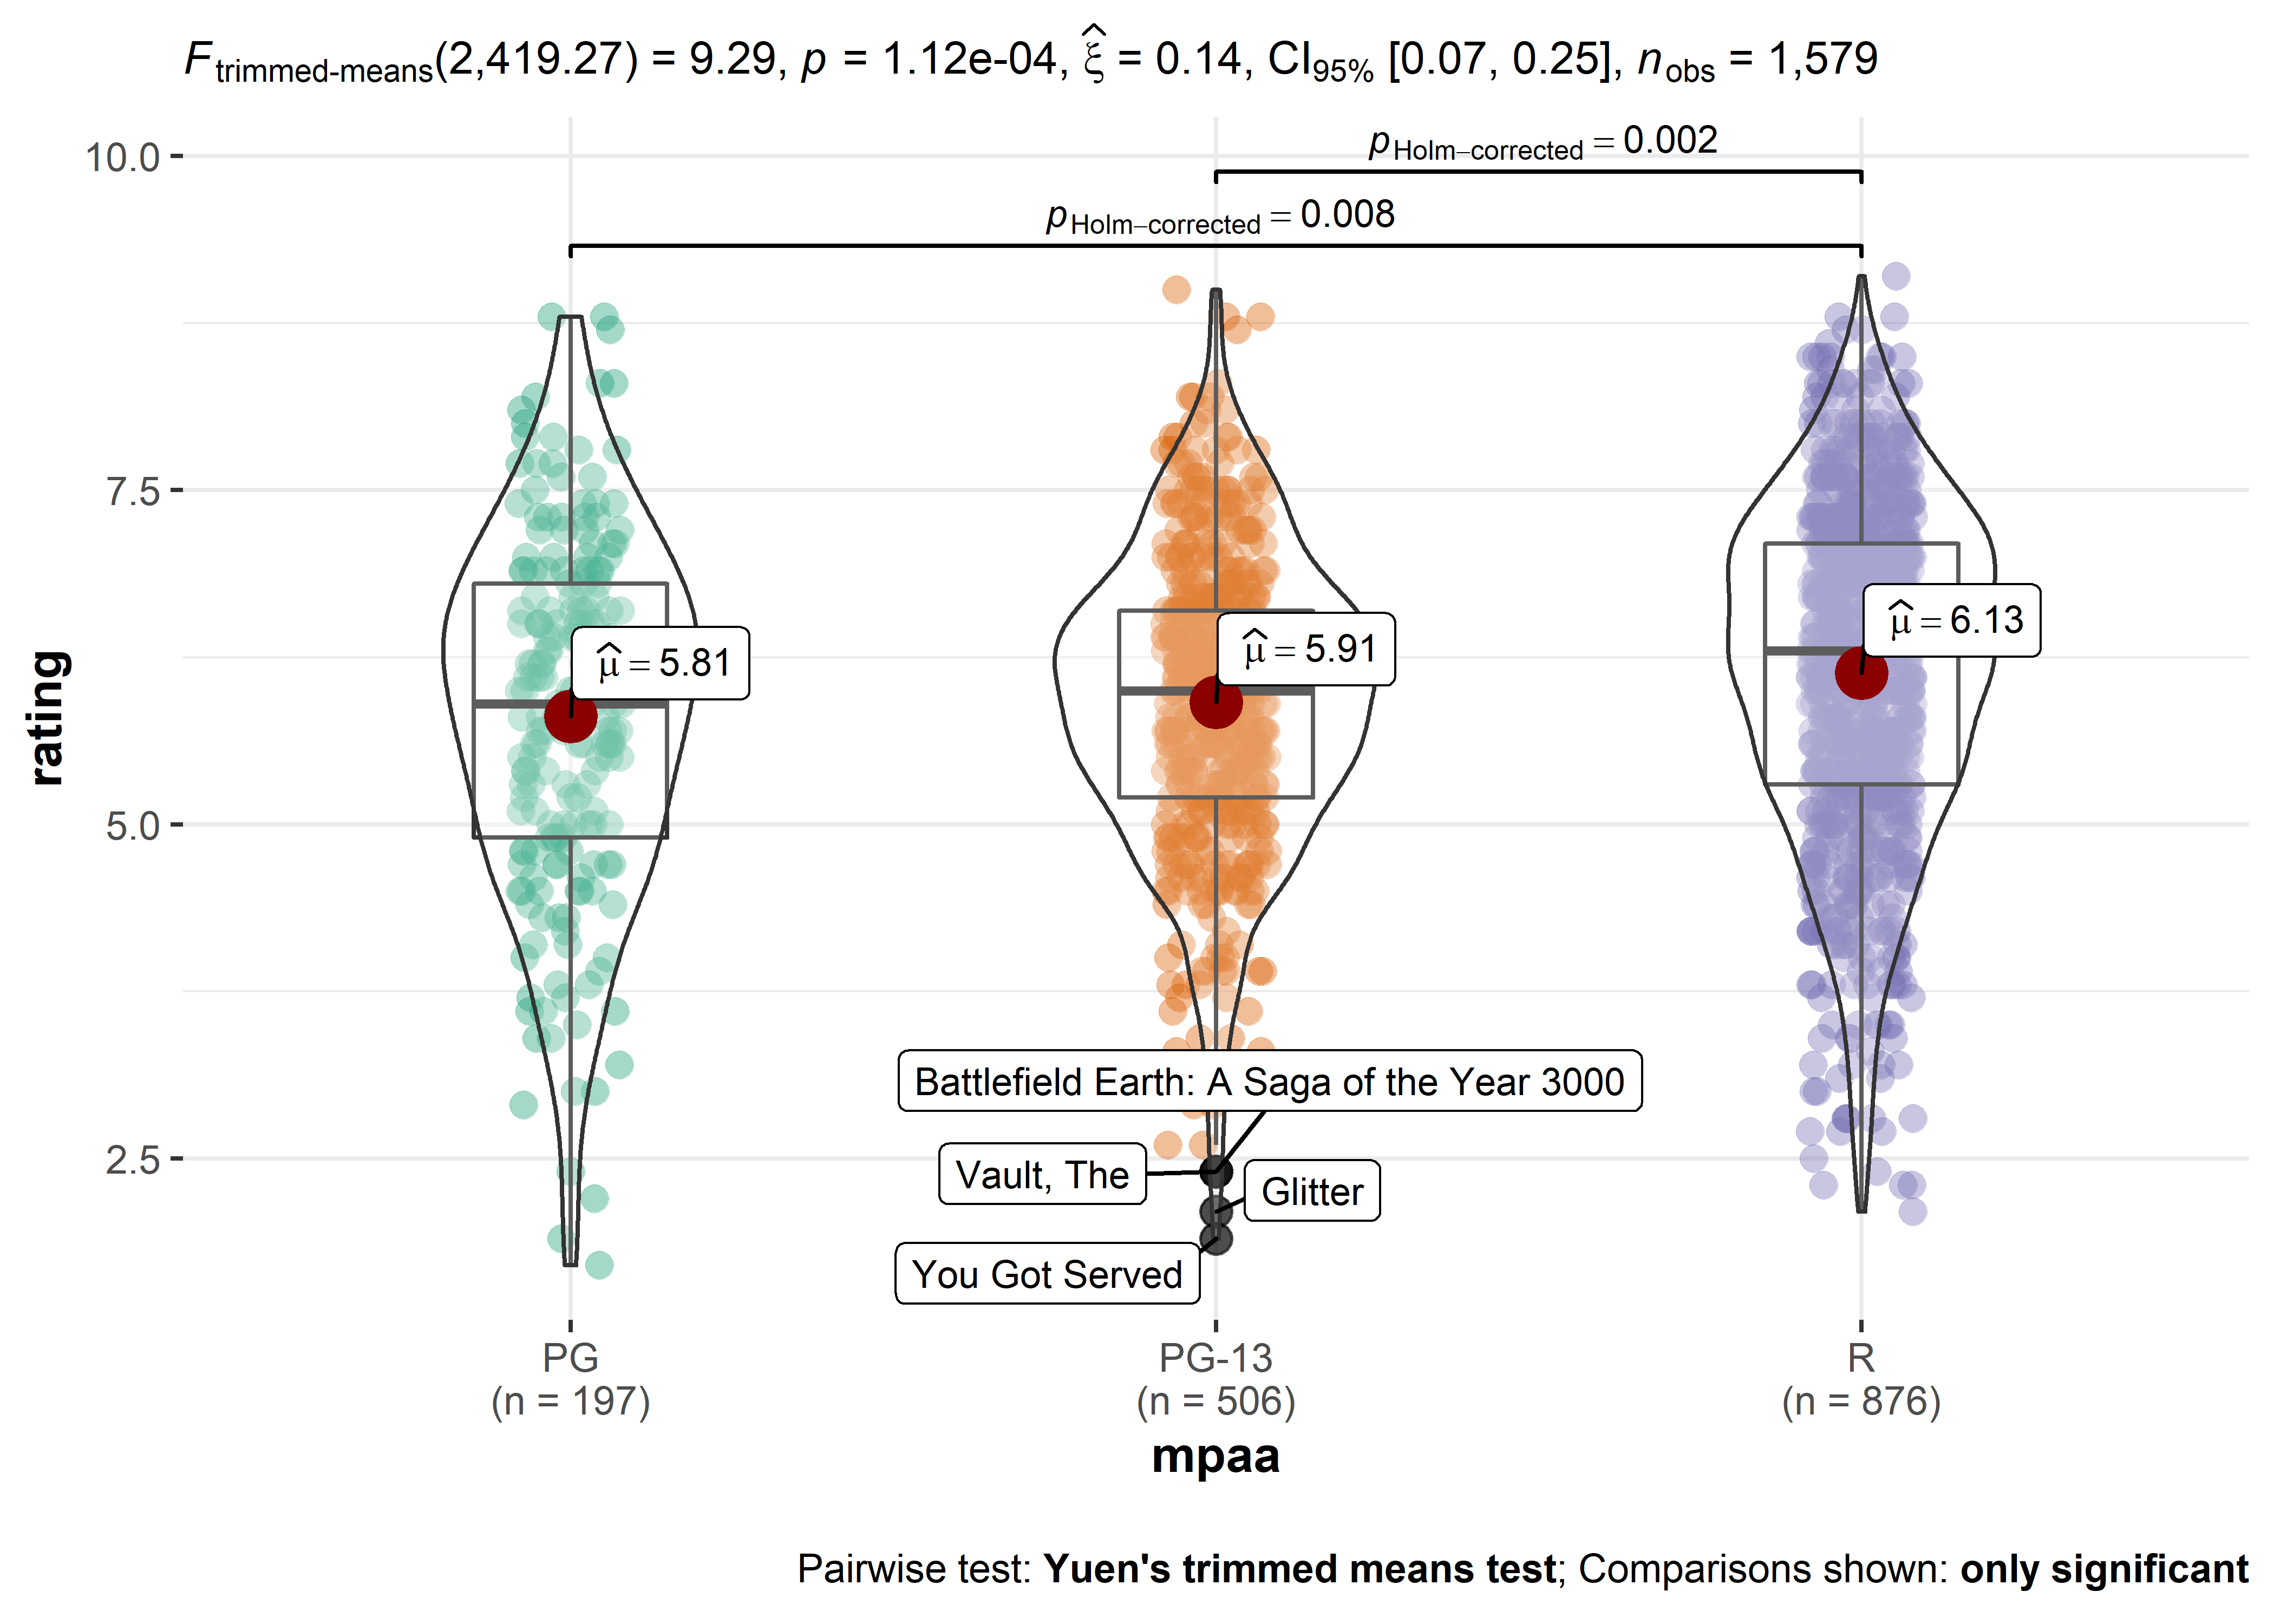 F trimmed-means(2,419.27) = 9.29, p = 1.12e-04, ξ̂ = 0.14, CI95% [0.07, 0.25], nobs = 1,579
pHolm−corrected = 0.002
pHolm−corrected = 0.008
10.0
7.5
5.0
2.5
rating
μ̂ = 5.81
μ̂ = 5.91
μ̂ = 6.13
Battlefield Earth: A Saga of the Year 3000
Vault, The
Glitter
You Got Served
PG
(n = 197)
PG-13
(n = 506)
R
(n = 876)
mpaa
Pairwise test: Yuen's trimmed means test; Comparisons shown: only significant